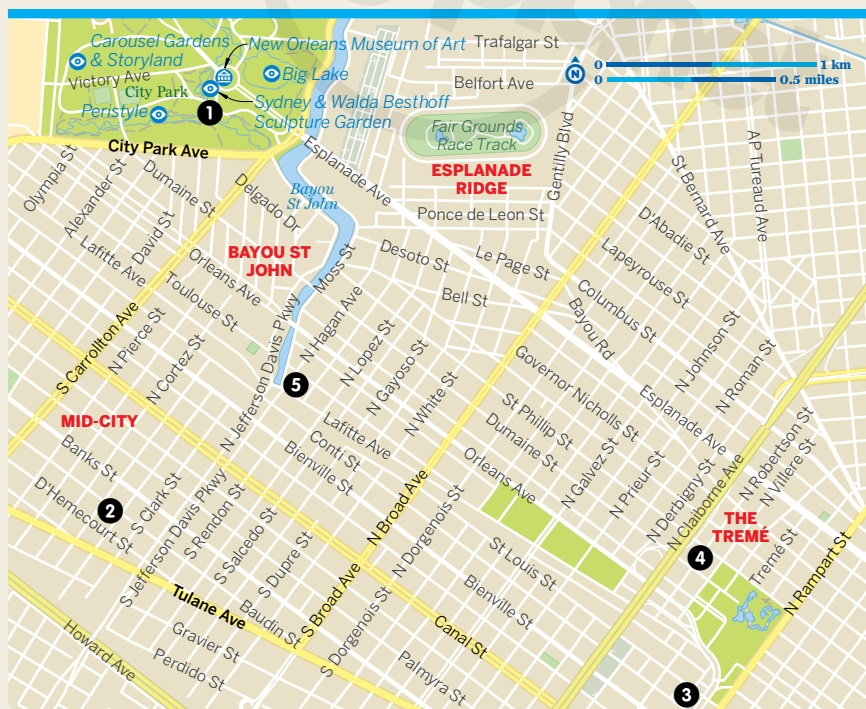 Carousel Gardens
& Storyland
New Orleans Museum of Art
Trafalgar St
0
1 km
N
0
0.5 miles
Victory Ave
City Park
Big Lake
Belfort Ave
Peristyle
1
Sydney & Walda Besthoff
Sculpture Garden
Fair Grounds
Race Track
Gentilly Blvd
AP Tureaud Ave
City Park Ave
Esplanade Ave
ESPLANADE
RIDGE
St Bernard Ave
Olympia St
Alexander St
Dumaine St
Delgado Dr
Bayou
St John
Ponce de Leon St
D'Abadie St
David St
BAYOU ST
JOHN
Moss St
Desoto St
Le Page St
Lapeyrouse St
Lafitte Ave
Orleans Ave
Toulouse St
Bell St
Columbus St
Bayou Rd
S Carrollton Ave
N Pierce St
N Cortez St
N Jefferson Davis Pkwy
N Hagan Ave
N Lopez St
N Gayoso St
N White St
Governor Nicholls St
N Johnson St
N Roman St
Esplanade Ave
5
MID-CITY
Lafitte Ave
Conti St
Bienville St
St Phillip St
Dumaine St
Orleans Ave
N Galvez St
N Prieur St
N Derbigny St
N Claiborne Ave
N Robertson St
N Villere St
Banks St
2
D'Hemecourt St
S Clark St
S Jefferson Davis Pkwy
S Rendon St
S Salcedo St
S Dupre St
N Broad Ave
S Broad Ave
N Dorgenois St
S Dorgenois St
St Louis St
Bienville St
THE
TREMÉ
4
Tremé St
N Rampart St
Tulane Ave
Baudin St
Canal St
Howard Ave
Gravier St
Perdido St
Palmyra St
3